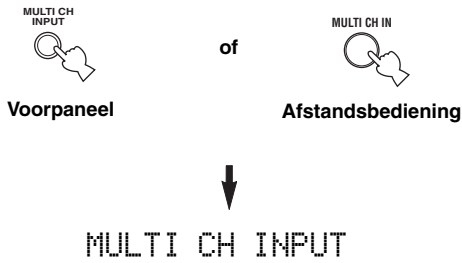 MULTI CH
INPUT
of
MULTI CH IN
Voorpaneel
Afstandsbediening
MULTI CH INPUT